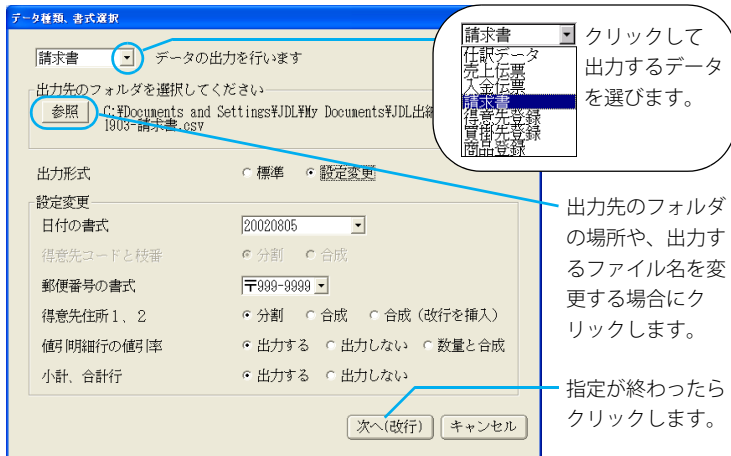 データ種類、書式選択
請求書 データの出力を行います
出力先のフォルダを選択してください
参照 C:¥Documents and Settings¥JDL¥My Documents¥JDL出納
1903-請求書.csv
出力形式 標準 設定変更
設定変更
日付の書式 20020805
得意先コードと枝番 分割 合成
郵便番号の書式 〒999-9999
得意先住所1、2 分割 合成 合成(改行を挿入)
値引明細行の値引率 出力する 出力しない 数量と合成
小計、合計行 出力する 出力しない
次へ(改行) キャンセル
請求書
仕訳データ
売上伝票
入金伝票
請求書
得意先登録
買掛先登録
商品登録
クリックして
出力するデータ
を選びます。
出力先のフォルダ
の場所や、出力す
るファイル名を変
更する場合にク
リックします。
指定が終わったら
クリックします。